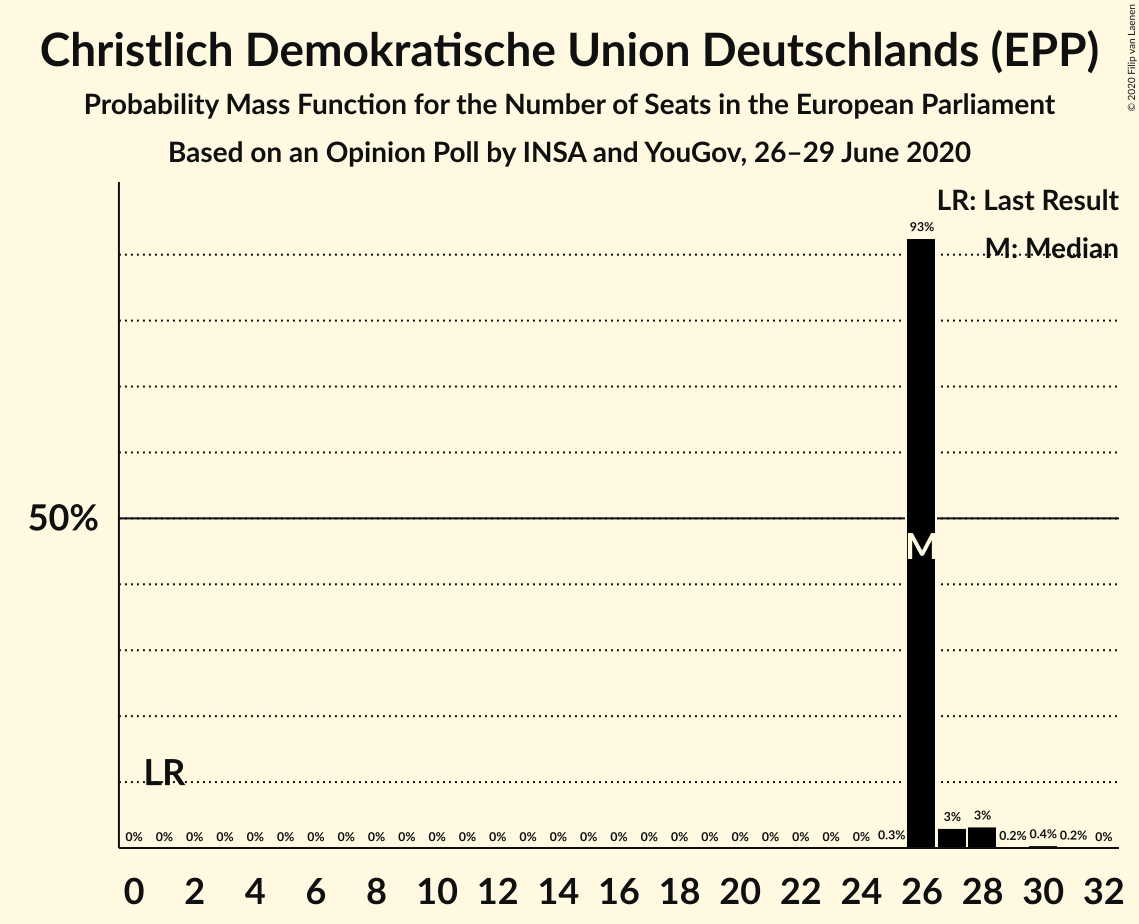 Christlich Demokratische Union Deutschlands (EPP)
Probability Mass Function for the Number of Seats in the European Parliament
Based on an Opinion Poll by INSA and YouGov, 26–29 June 2020
© 2020 Filip van Laenen
LR: Last Result
M: Median
93%
50%
M
LR
0% 0% 0% 0% 0% 0% 0% 0% 0% 0% 0% 0% 0% 0% 0% 0% 0% 0% 0% 0% 0% 0% 0% 0% 0% 0.3% 3% 3% 0.2% 0.4% 0.2% 0%
0 2 4 6 8 10 12 14 16 18 20 22 24 26 28 30 32